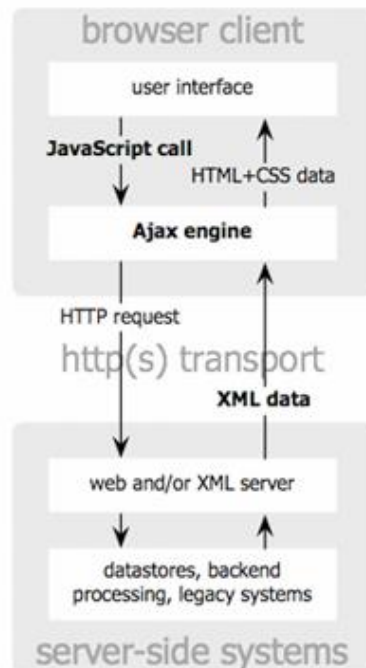 browser client
user interface
JavaScript call
HTML+CSS data
Ajax engine
HTTP request
http(s) transport
XML data
web and/or XML server
datastores, backend
processing, legacy systems
server-side systems